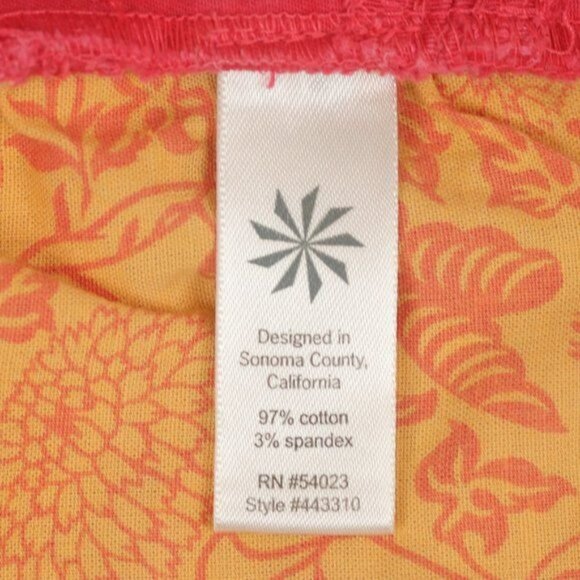 Designed in
Sonoma County,
California
97% cotton
3% spandex
RN #54023
Style #443310